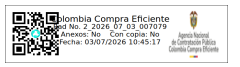 olombia Compra Eficiente
ad No. 2_2026_07_03_007079
Anexos: No Con copia: No
Fecha: 03/07/2026 10:45:17
Agencia Nacional
de Contratación Pública
Colombia Compra Eficiente